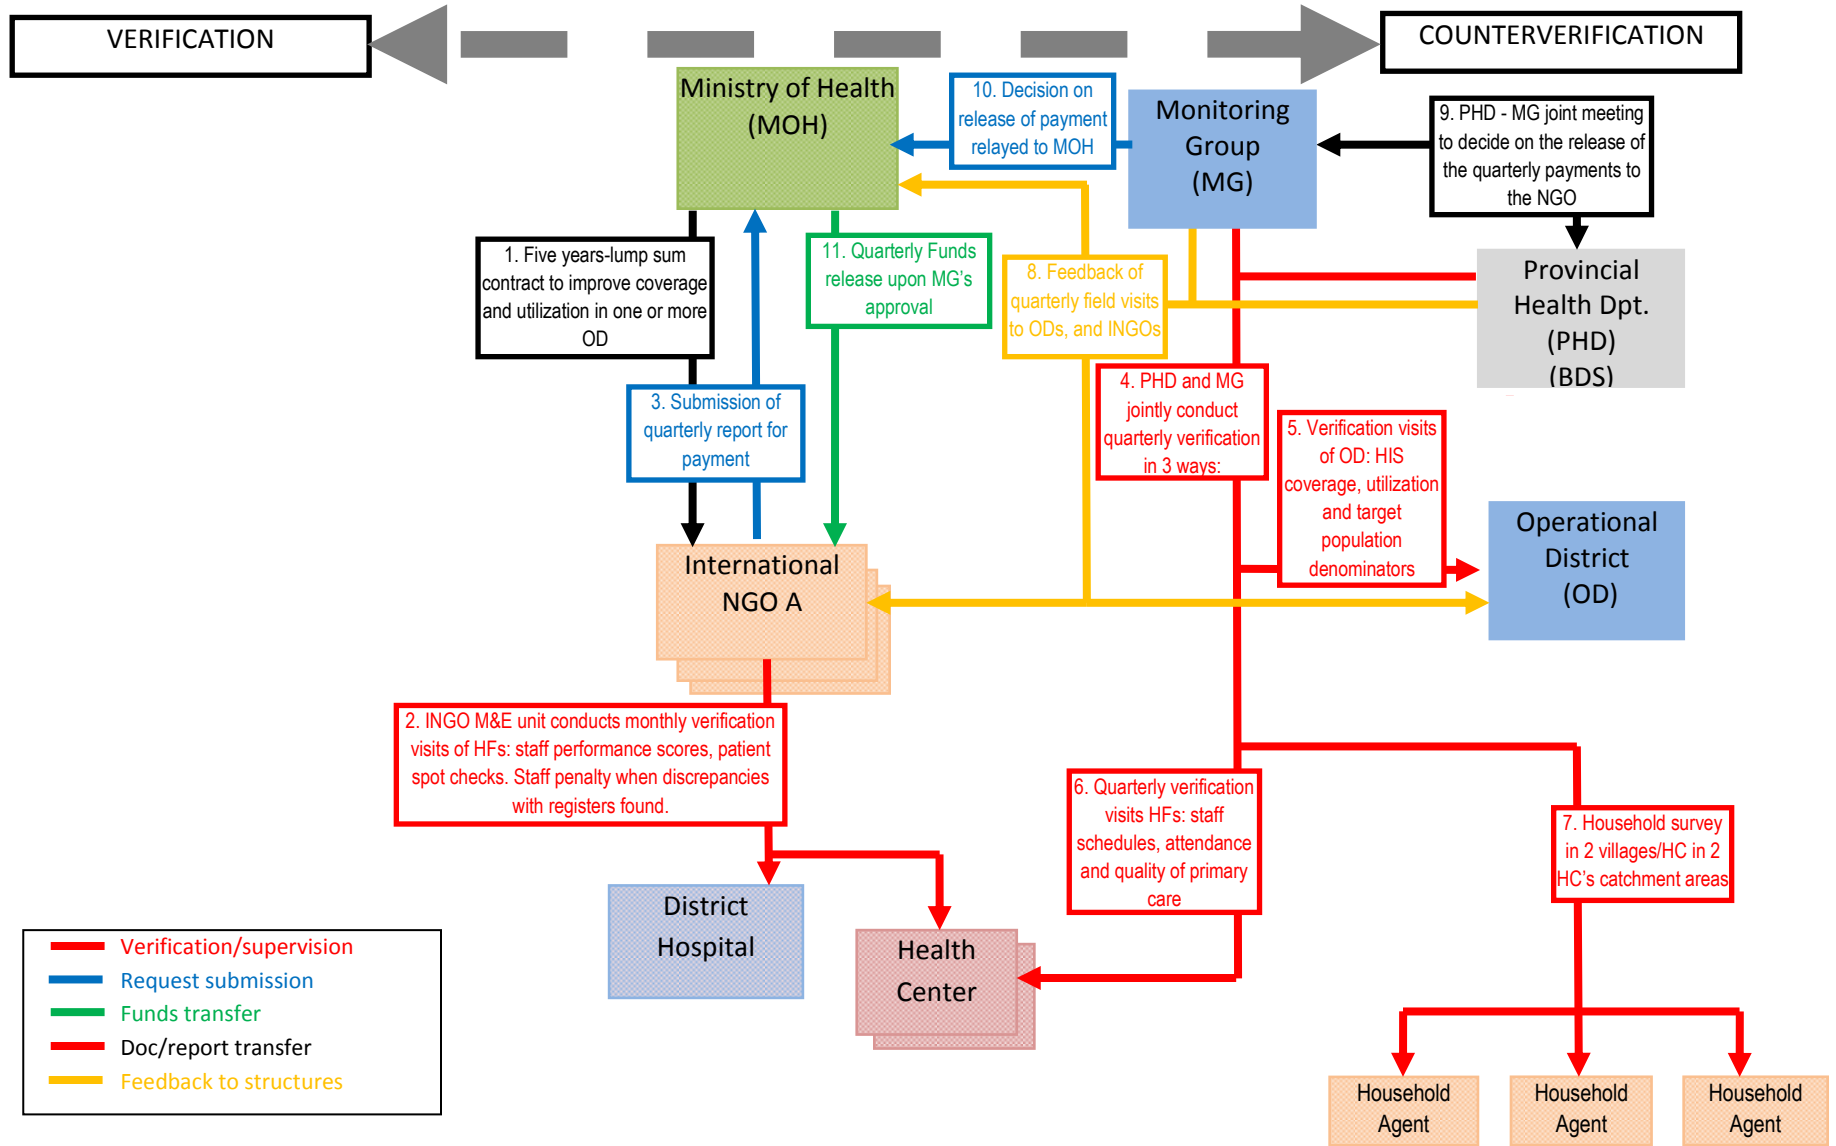 VERIFICATION
COUNTERVERIFICATION
Ministry of Health
(MOH)
10. Decision on
release of payment
relayed to MOH
Monitoring
Group
(MG)
9. PHD - MG joint meeting
to decide on the release of
the quarterly payments to
the NGO
1. Five years-lump sum
contract to improve coverage
and utilization in one or more
OD
11. Quarterly Funds
release upon MG's
approval
8. Feedback of
quarterly field visits
to ODs, and INGOs
Provincial
Health Dpt.
(PHD)
(BDS)
3. Submission of
quarterly report for
payment
4. PHD and MG
jointly conduct
quarterly verification
in 3 ways:
5. Verification visits
of OD: HIS
coverage, utilization
and target
population
denominators
Operational
District
(OD)
International
NGO A
2. INGO M&E unit conducts monthly verification
visits of HFs: staff performance scores, patient
spot checks. Staff penalty when discrepancies
with registers found.
6. Quarterly verification
visits HFs: staff
schedules, attendance
and quality of primary
care
7. Household survey
in 2 villages/HC in 2
HC's catchment areas
District
Hospital
Health
Center
Verification/supervision
Request submission
Funds transfer
Doc/report transfer
Feedback to structures
Household
Agent
Household
Agent
Household
Agent